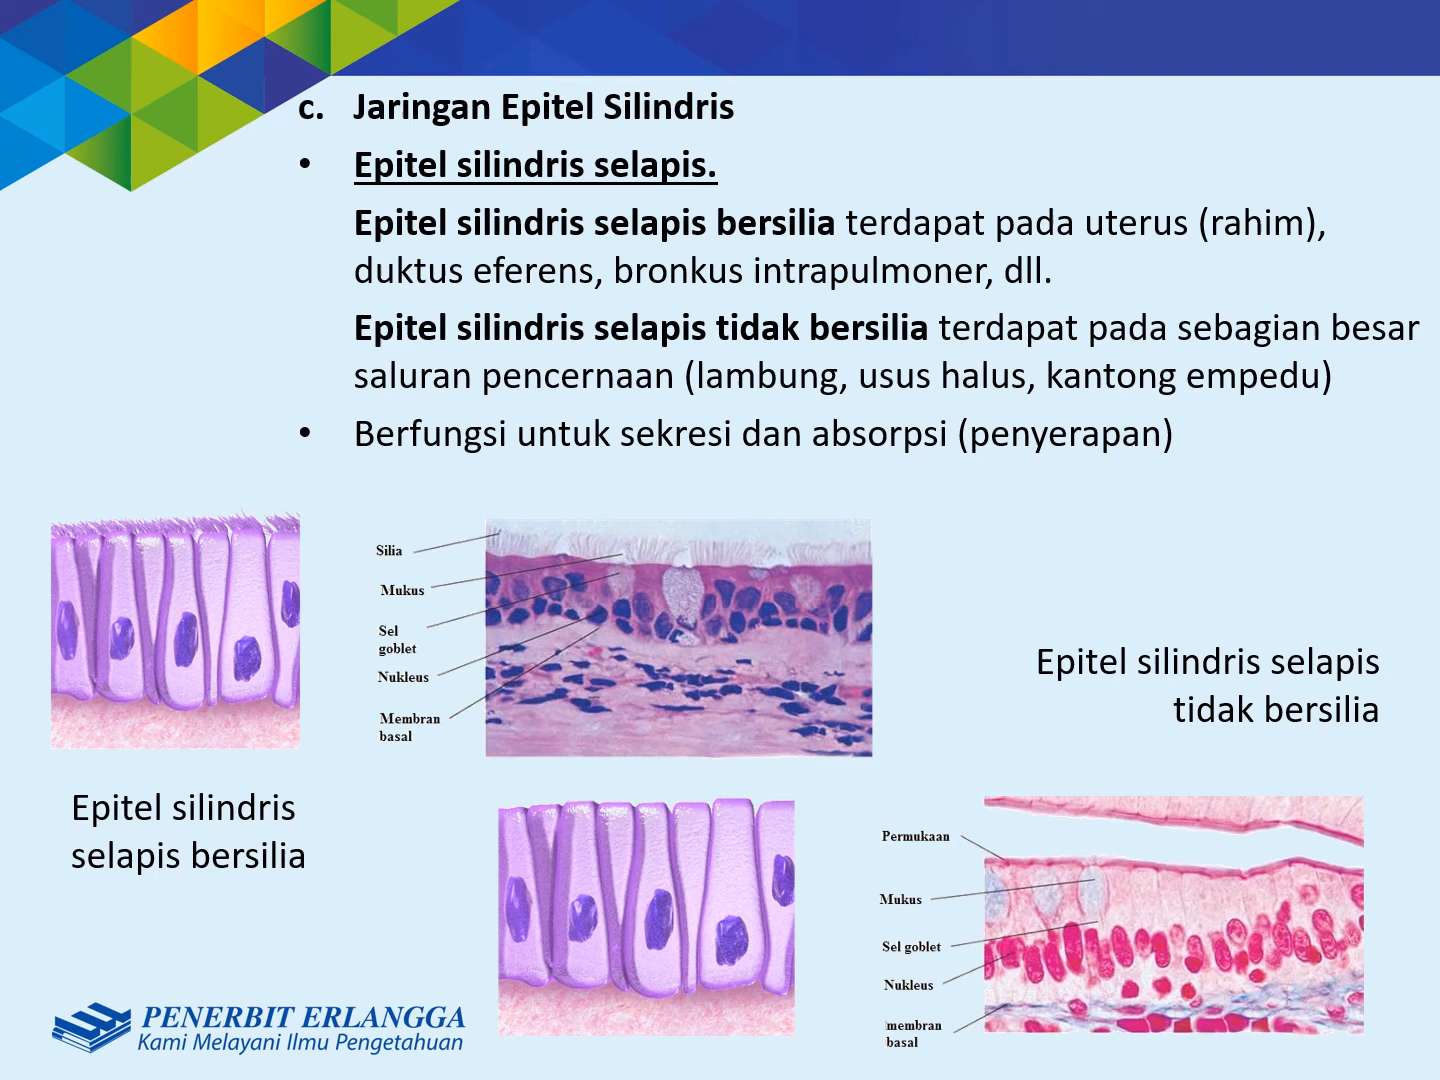 c. Jaringan Epitel Silindris
• Epitel silindris selapis.
Epitel silindris selapis bersilia terdapat pada uterus (rahim),
duktus eferens, bronkus intrapulmoner, dll.
Epitel silindris selapis tidak bersilia terdapat pada sebagian besar
saluran pencernaan (lambung, usus halus, kantong empedu)
• Berfungsi untuk sekresi dan absorpsi (penyerapan)
Silia
Mukus
Sel
goblet
Nukleus
Membran
basal
Epitel silindris selapis
tidak bersilia
Epitel silindris
selapis bersilia
Permukaan
Mukus
Sel goblet
Nukleus
membran
basal
PENERBIT ERLANGGA
Kami Melayani Ilmu Pengetahuan